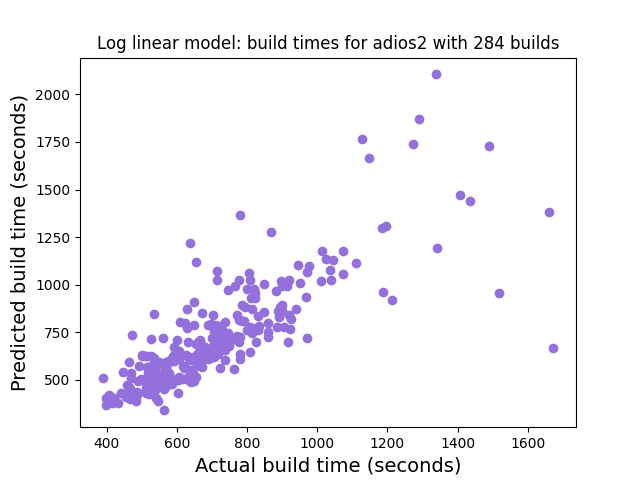 Log linear model: build times for adios2 with 284 builds
Predicted build time (seconds)
2000
1750
1500
1250
1000
750
500
400 600 800 1000 1200 1400 1600
Actual build time (seconds)